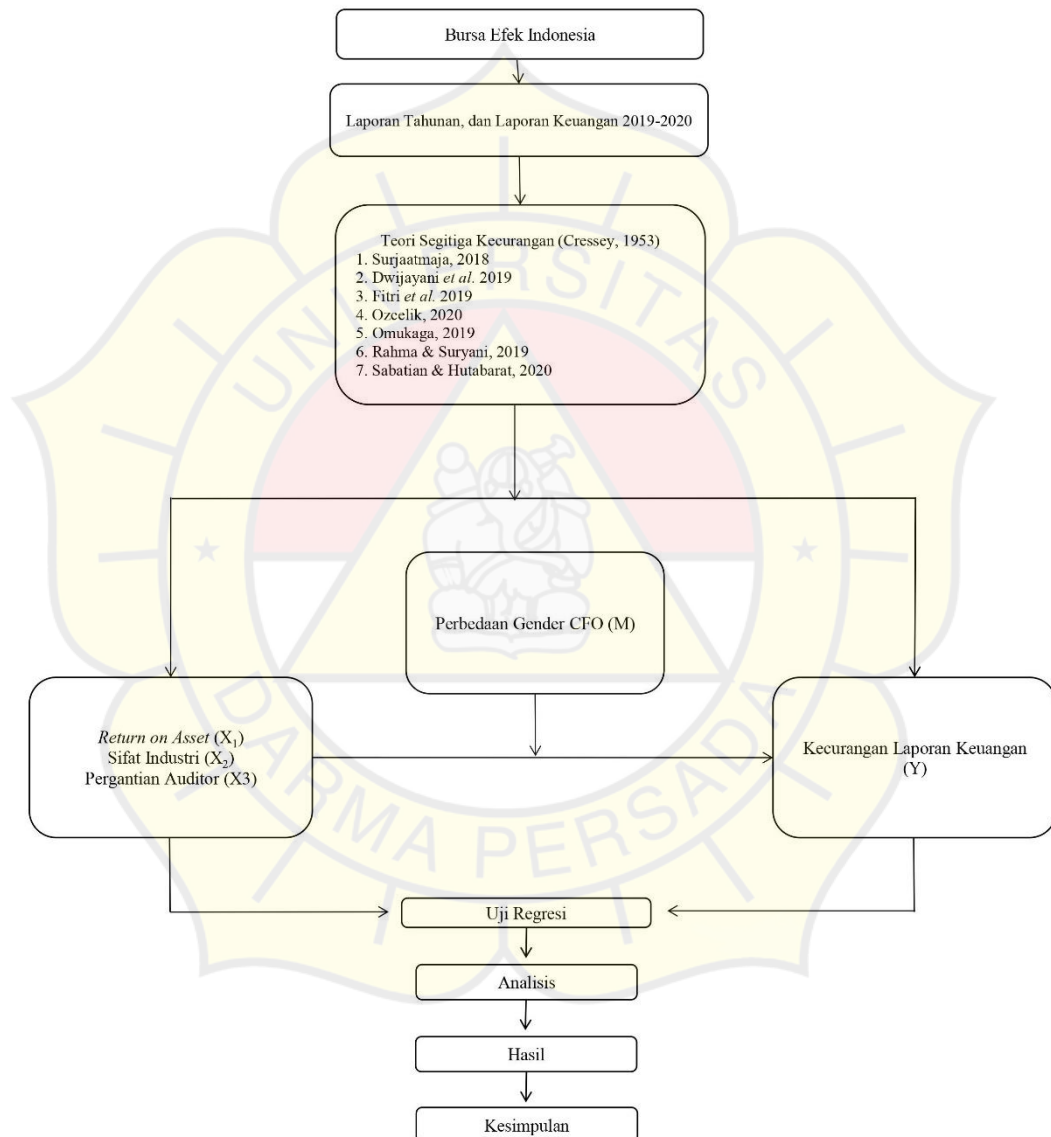 Bursa Efek Indonesia
Laporan Tahunan, dan Laporan Keuangan 2019-2020
Teori Segitiga Kecurangan (Cressey, 1953)
1. Surjaatmaja, 2018
2. Dwijayani et al. 2019
3. Fitri et al. 2019
4. Ozcelik, 2020
5. Omukaga, 2019
6. Rahma & Suryani, 2019
7. Sabatian & Hutabarat, 2020
UNIVERSITAS
Perbedaan Gender CFO (M)
Return on Asset (X₁)
Sifat Industri (X₂)
Pergantian Auditor (X3)
Kecurangan Laporan Keuangan
(Y)
DARMA PERSADA
Uji Regresi
Analisis
Hasil
Kesimpulan